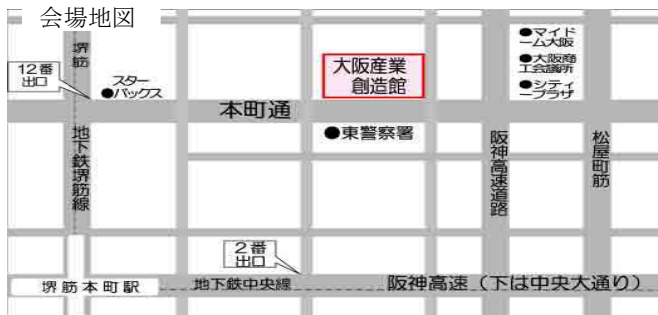 会場地図
堺筋
12番
出口
スター
●バックス
大阪産業
創造館
●マイド
ーム大阪
●大阪商
工会議所
●シティ
ープラザ
本町通
●東警察署
地下鉄堺筋線
阪神高速道路
松屋町筋
2番
出口
堺筋本町駅
地下鉄中央線
阪神高速（下は中央大通り）